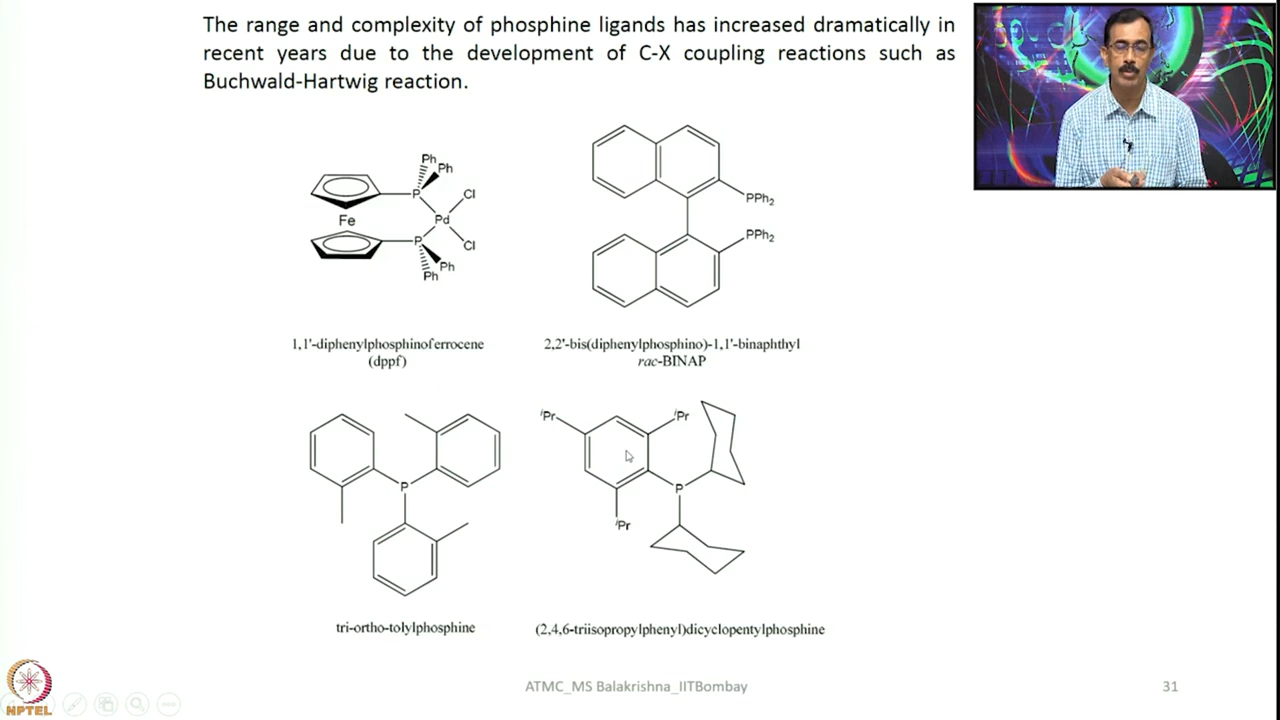 The range and complexity of phosphine ligands has increased dramatically in
recent years due to the development of C-X coupling reactions such as
Buchwald-Hartwig reaction.
Ph
Ph
P
Cl
Fe
Pd
P
Cl
Ph
Ph
PPh₂
PPh₂
1,1'-diphenylphosphinoferrocene
(dppf)
2,2'-bis(diphenylphosphino)-1,1'-binaphthyl
rac-BINAP
P
iPr
iPr
P
iPr
tri-ortho-tolylphosphine
(2,4,6-triisopropylphenyl)dicyclopentylphosphine
NPTEL
ATMC_MS Balakrishna_IITBombay
31